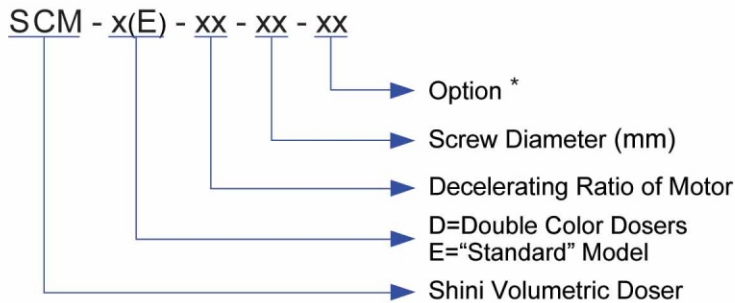 SCM - x(E) - xx - xx - xx
Option *
Screw Diameter (mm)
Decelerating Ratio of Motor
D=Double Color Dosers
E=“Standard” Model
Shini Volumetric Doser